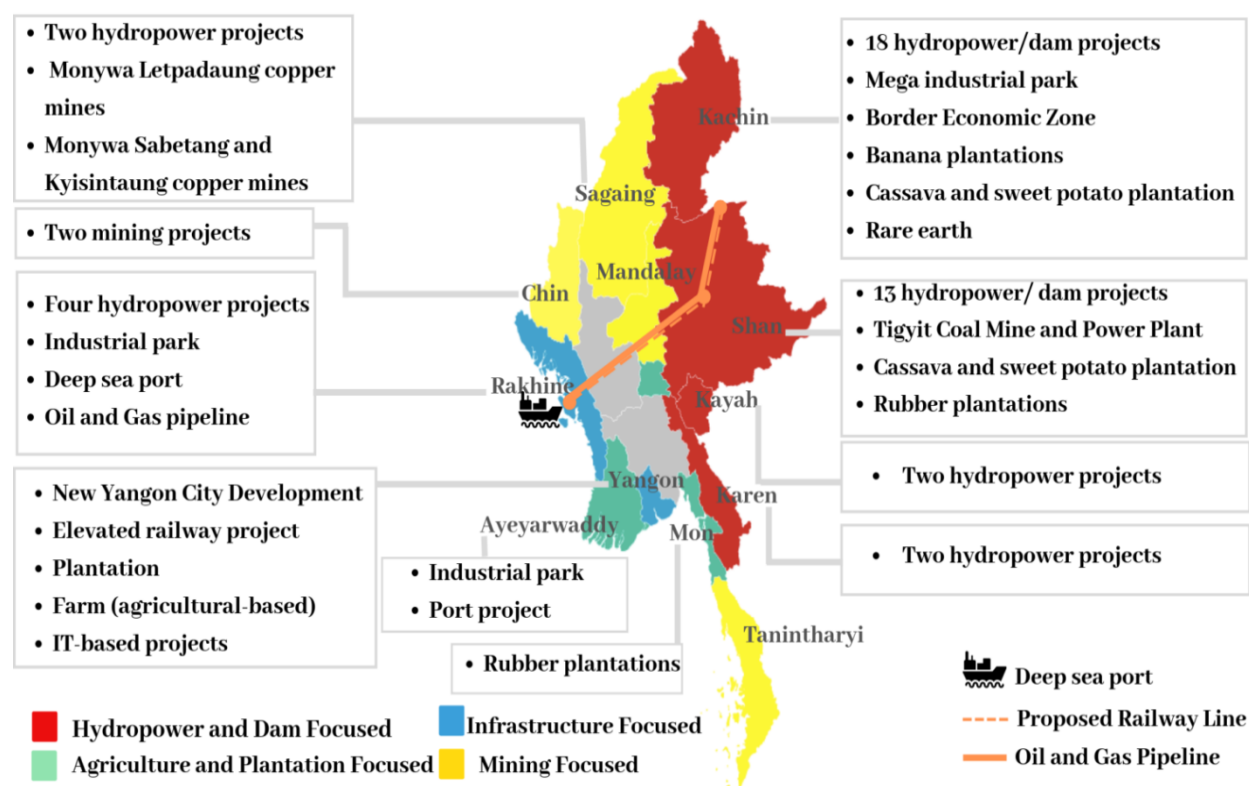 • Two hydropower projects
• Monywa Letpadaung copper
mines
• Monywa Sabetang and
Kyisintaung copper mines
• Two mining projects
• Four hydropower projects
• Industrial park
• Deep sea port
• Oil and Gas pipeline
• New Yangon City Development
• Elevated railway project
• Plantation
• Farm (agricultural-based)
• IT-based projects
• Industrial park
• Port project
• Rubber plantations
Kachin
Sagaing
Mandalay
Chin
Shan
Rakhine
Kayah
Yangon
Karen
Ayeyarwaddy
Mon
Tanintharyi
• 18 hydropower/dam projects
• Mega industrial park
• Border Economic Zone
• Banana plantations
• Cassava and sweet potato plantation
• Rare earth
• 13 hydropower/ dam projects
• Tigyit Coal Mine and Power Plant
• Cassava and sweet potato plantation
• Rubber plantations
• Two hydropower projects
• Two hydropower projects
Hydropower and Dam Focused
Infrastructure Focused
Agriculture and Plantation Focused
Mining Focused
Deep sea port
Proposed Railway Line
Oil and Gas Pipeline